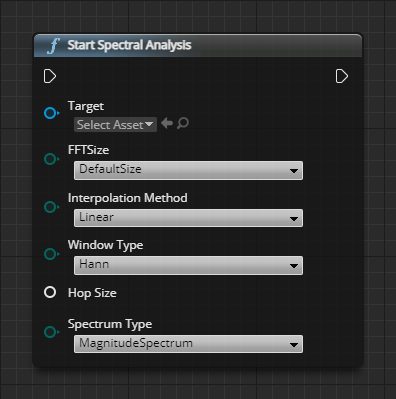 Start Spectral Analysis
Target
Select Asset
FFTSize
DefaultSize
Interpolation Method
Linear
Window Type
Hann
Hop Size
Spectrum Type
MagnitudeSpectrum